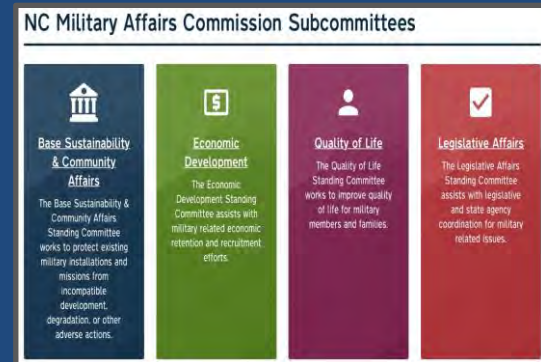 NC Military Affairs Commission Subcommittees
Base Sustainability
& Community
Affairs
The Base Sustainability &
Community Affairs
Standing Committee
works to protect existing
military installations and
missions from
incompatible
development,
degradation, or other
adverse actions.
Economic
Development
The Economic
Development Standing
Committee assists with
military related economic
retention and recruitment
efforts.
Quality of Life
The Quality of Life
Standing Committee
works to improve quality
of life for military
members and families.
Legislative Affairs
The Legislative Affairs
Standing Committee
assists with legislative
and state agency
coordination for military
related issues.